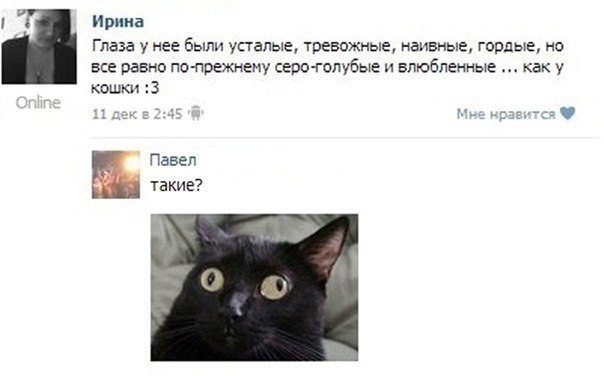 Ирина
Глаза у нее были усталые, тревожные, наивные, гордые, но
все равно по-прежнему серо-голубые и влюбленные ... как у
кошки :3
Online
11 дек в 2:45
Мне нравится
Павел
такие?